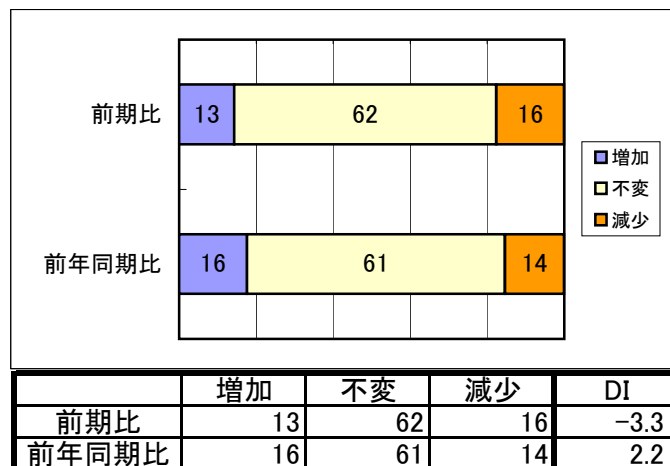 前期比 13 62 16
増加
不変
減少
前年同期比 16 61 14
増加 不変 減少 DI
前期比 13 62 16 -3.3
前年同期比 16 61 14 2.2